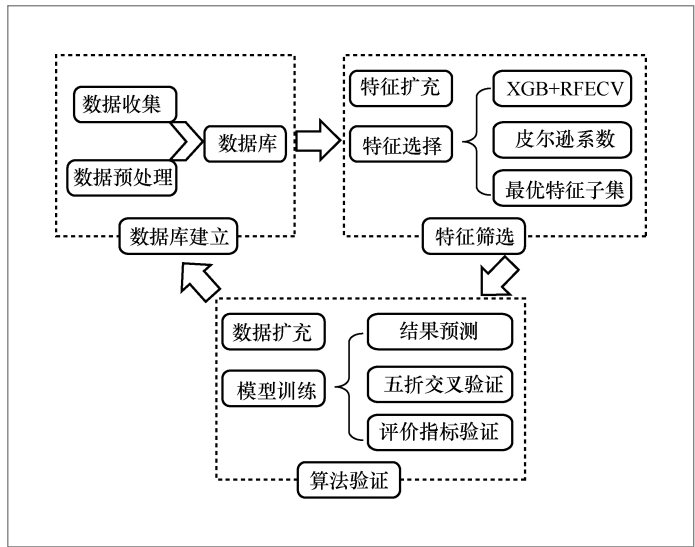 数据收集
数据预处理
数据库
数据库建立
特征扩充
特征选择
XGB+RFECV
皮尔逊系数
最优特征子集
特征筛选
数据扩充
模型训练
结果预测
五折交叉验证
评价指标验证
算法验证